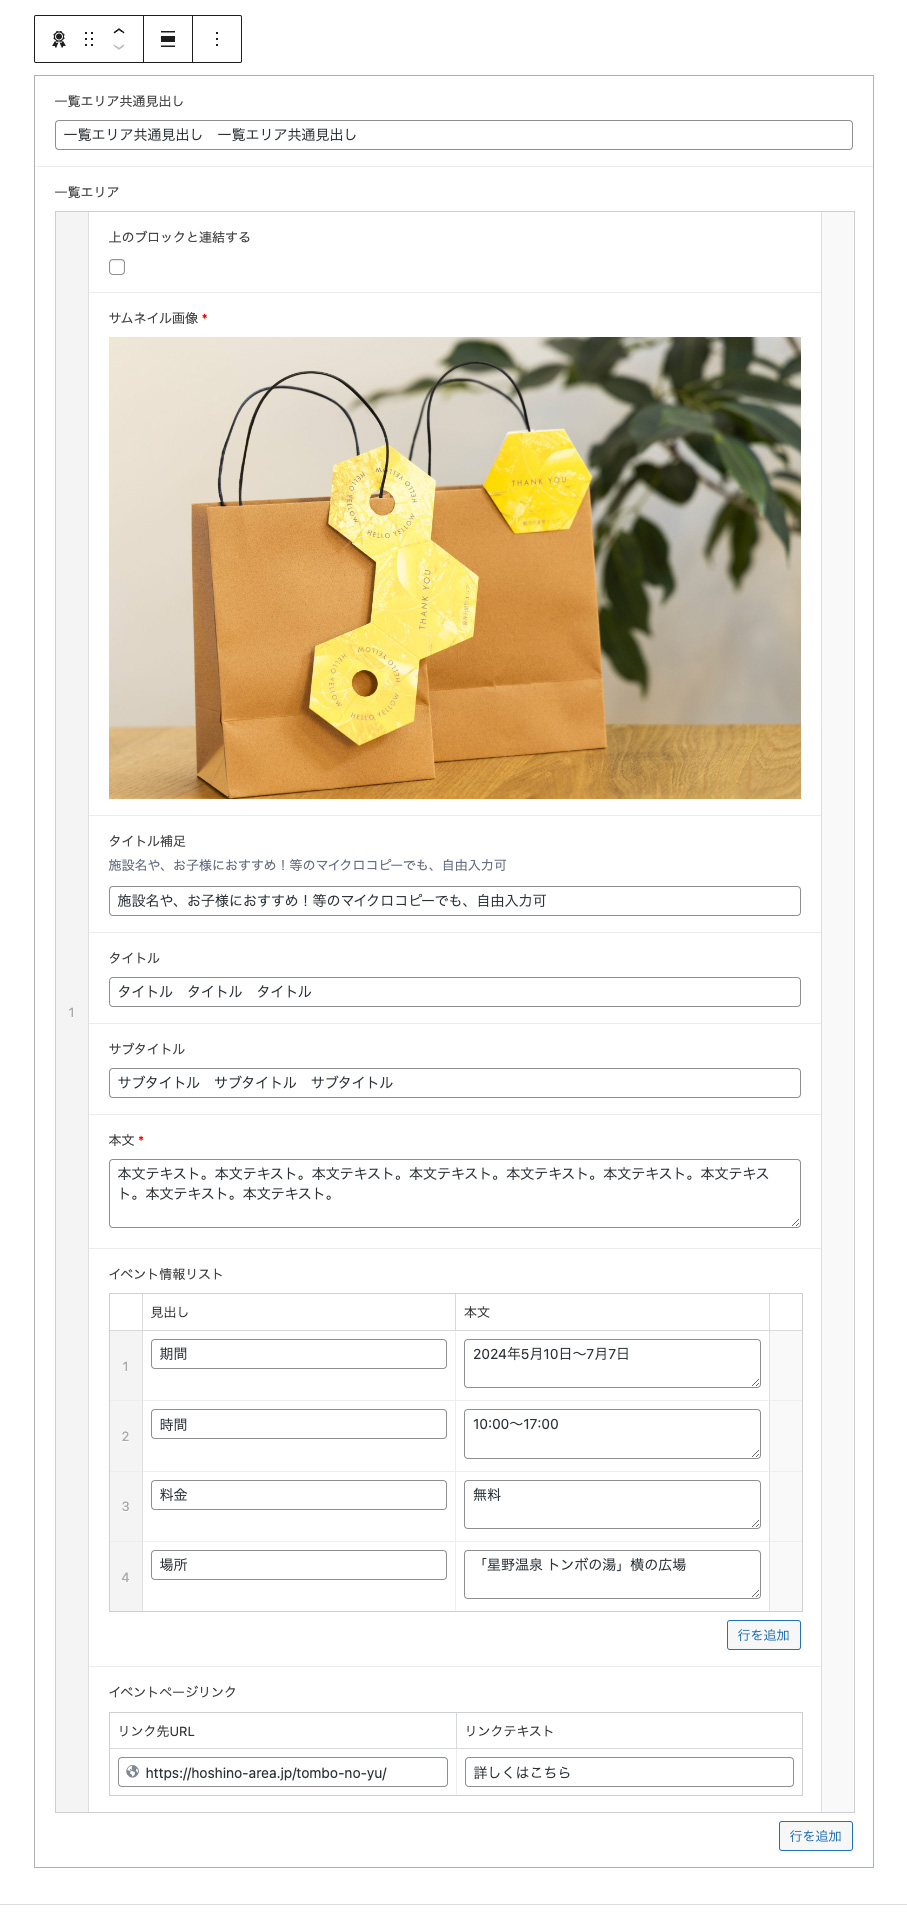 一覧エリア共通見出し
一覧エリア共通見出し　一覧エリア共通見出し
一覧エリア
上のブロックと連結する
サムネイル画像 *
HELLO YELLOW
HELLO YELLOW
HELLO YELLOW
THANK YOU
THANK YOU
HELLO YELLOW
HELLO YELLOW
HELLO YELLOW
タイトル補足
施設名や、お子様におすすめ！等のマイクロコピーでも、自由入力可
施設名や、お子様におすすめ！等のマイクロコピーでも、自由入力可
タイトル
タイトル　タイトル　タイトル
1
サブタイトル
サブタイトル　サブタイトル　サブタイトル
本文 *
本文テキスト。本文テキスト。本文テキスト。本文テキスト。本文テキスト。本文テキスト。本文テキス
ト。本文テキスト。本文テキスト。
イベント情報リスト
見出し 本文
1 期間 2024年5月10日〜7月7日
2 時間 10:00〜17:00
3 料金 無料
4 場所 「星野温泉 トンボの湯」横の広場
行を追加
イベントページリンク
リンク先URL リンクテキスト
https://hoshino-area.jp/tombo-no-yu/ 詳しくはこちら
行を追加